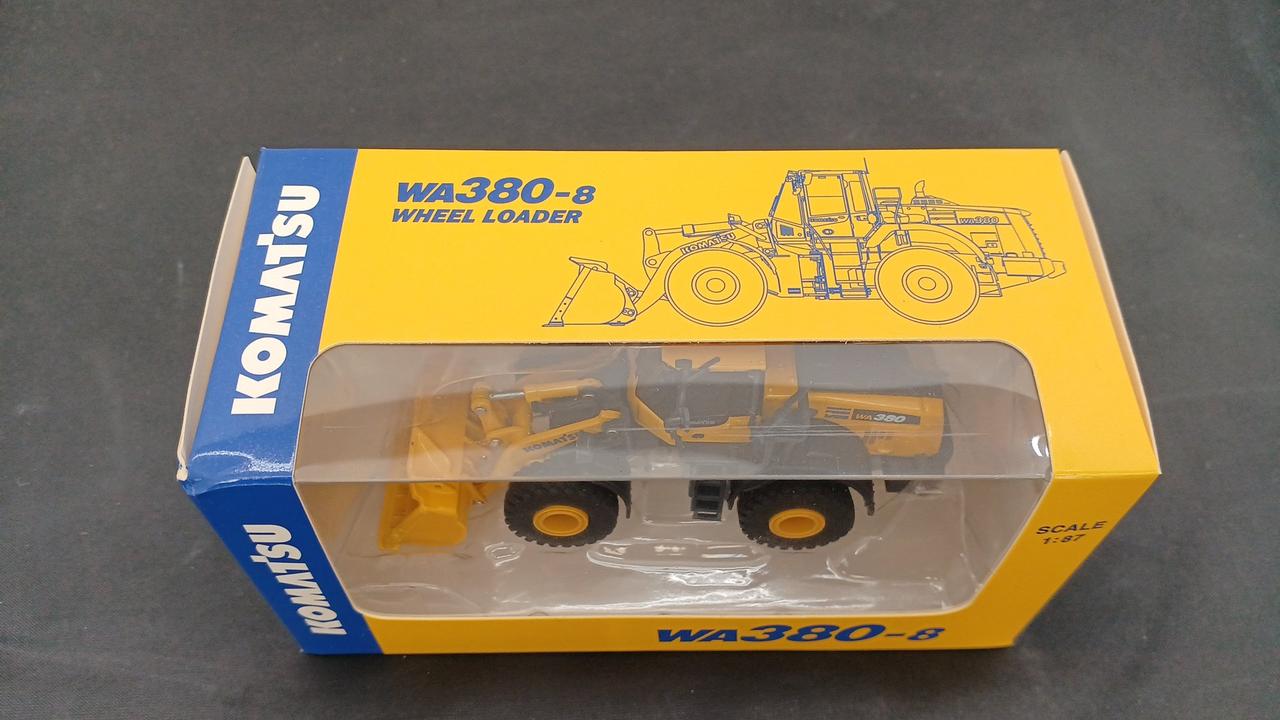 KOMATSU
WA380-8
WHEEL LOADER
KOMATSU
WA380
KOMATSU
WA380
SCALE
1:87
KOMATSU
WA380-8